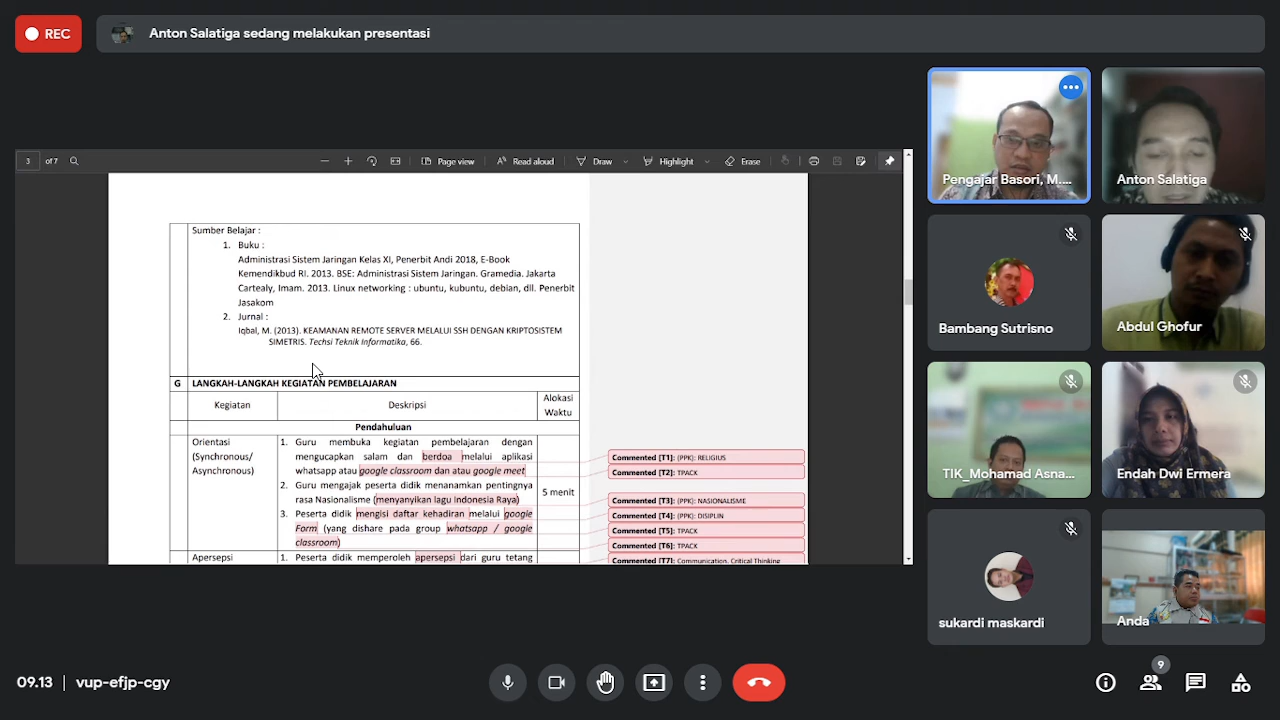 REC
Anton Salatiga sedang melakukan presentasi
3 of 7
Page view
Read aloud
Draw
Highlight
Erase
Sumber Belajar :
1. Buku :
Administrasi Sistem Jaringan Kelas XI, Penerbit Andi 2018, E-Book
Kemendikbud RI. 2013. BSE: Administrasi Sistem Jaringan. Gramedia. Jakarta
Cartealy, Imam. 2013. Linux networking : ubuntu, kubuntu, debian, dll. Penerbit
Jasakom
2. Jurnal :
Iqbal, M. (2013). KEAMANAN REMOTE SERVER MELALUI SSH DENGAN KRIPTOSISTEM
SIMETRIS. Techsi Teknik Informatika, 66.
G LANGKAH-LANGKAH KEGIATAN PEMBELAJARAN
Kegiatan
Deskripsi
Alokasi
Waktu
Pendahuluan
Orientasi
(Synchronous/
Asynchronous)
1. Guru membuka kegiatan pembelajaran dengan
mengucapkan salam dan berdoa melalui aplikasi
whatsapp atau google classroom dan atau google meet
2. Guru mengajak peserta didik menanamkan pentingnya
rasa Nasionalisme (menyanyikan lagu Indonesia Raya)
3. Peserta didik mengisi daftar kehadiran melalui google
Form (yang dishare pada group whatsapp / google
classroom)
5 menit
Apersepsi
1. Peserta didik memperoleh apersepsi dari guru tetang
Commented [T1]: (PPK): RELIGIUS
Commented [T2]: TPACK
Commented [T3]: (PPK): NASIONALISME
Commented [T4]: (PPK): DISIPLIN
Commented [T5]: TPACK
Commented [T6]: TPACK
Commented [T7]: Communication, Critical Thinking
Pengajar Basori, M....
Anton Salatiga
Bambang Sutrisno
Abdul Ghofur
TIK_Mohamad Asna...
Endah Dwi Ermera
sukardi maskardi
Anda
09.13 | vup-efjp-cgy
9